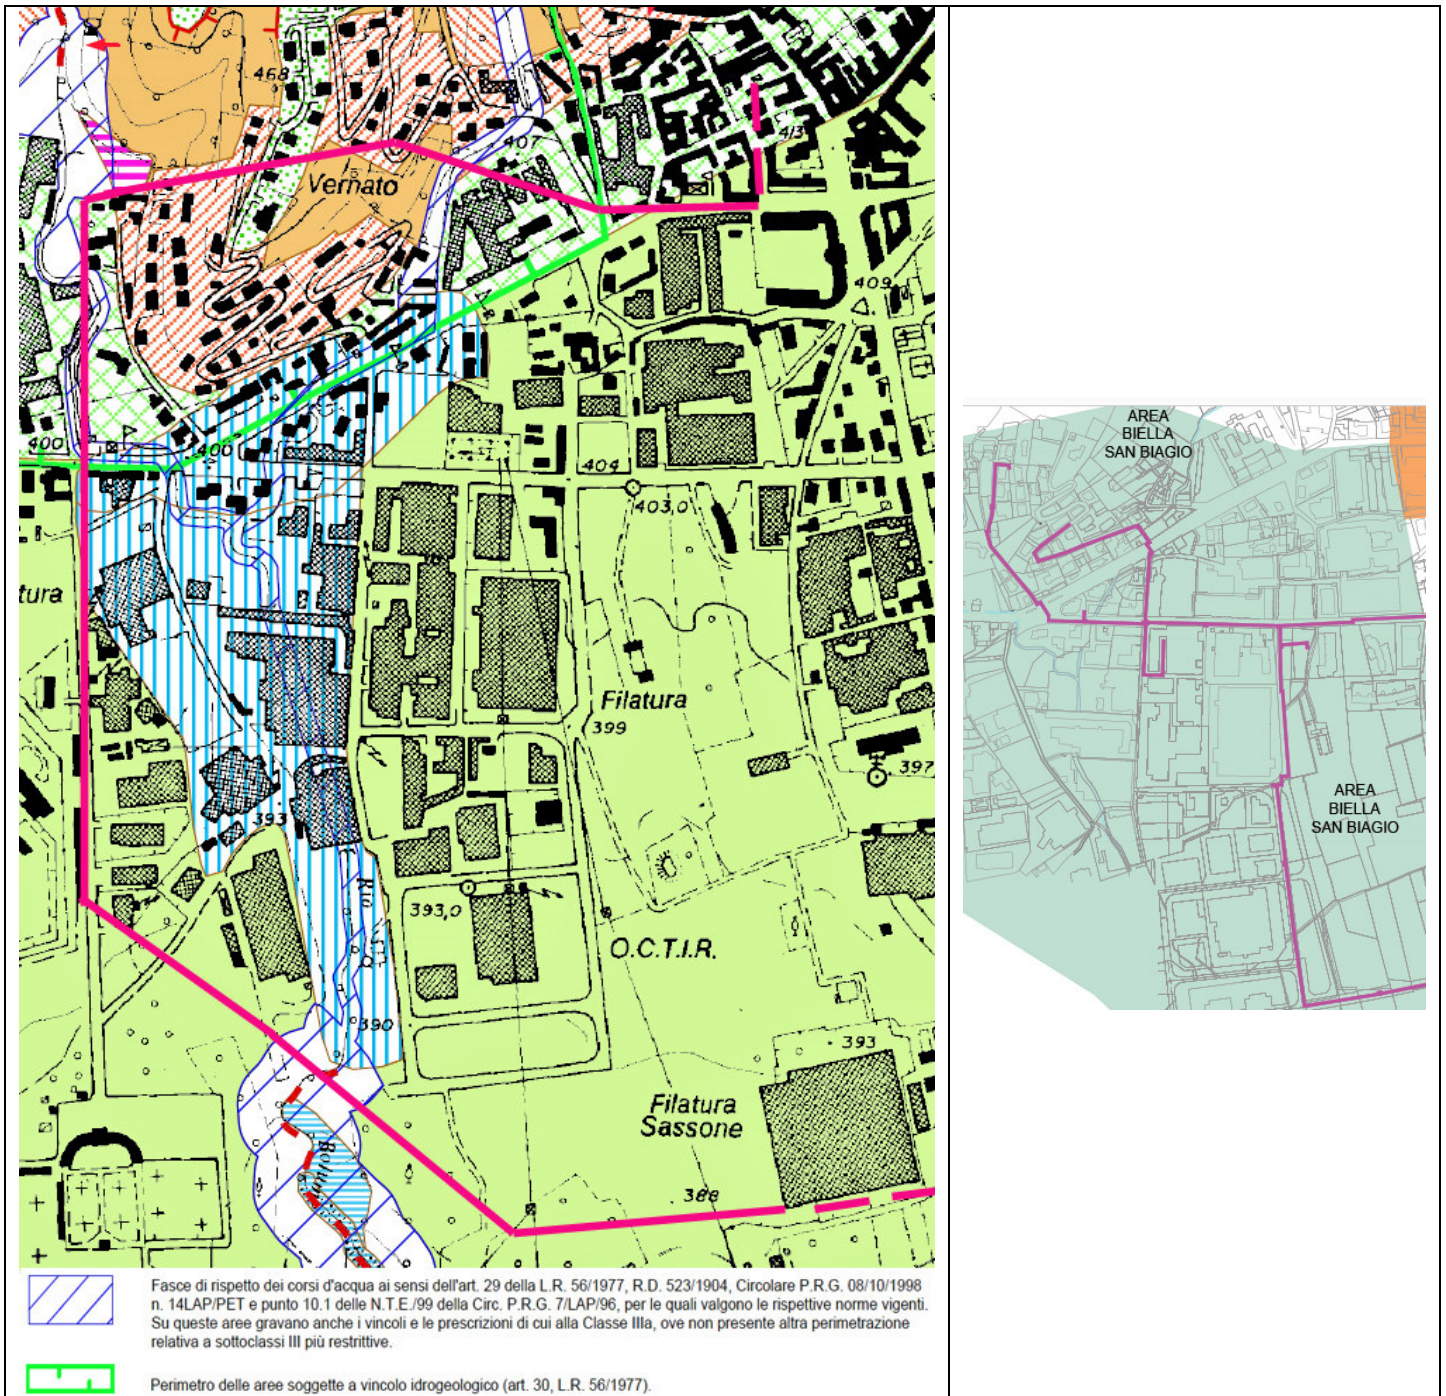 468
407
413
Vernato
409
400
406
404
403,0
tura
Filatura
399
397
393
Rio
393,0
O.C.T.I.R.
390
393
Filatura
Sassone
Bolume
388
AREA
BIELLA
SAN BIAGIO
AREA
BIELLA
SAN BIAGIO
Fasce di rispetto dei corsi d'acqua ai sensi dell'art. 29 della L.R. 56/1977, R.D. 523/1904, Circolare P.R.G. 08/10/1998
n. 14LAP/PET e punto 10.1 delle N.T.E./99 della Circ. P.R.G. 7/LAP/96, per le quali valgono le rispettive norme vigenti.
Su queste aree gravano anche i vincoli e le prescrizioni di cui alla Classe IIIa, ove non presente altra perimetrazione
relativa a sottoclassi III più restrittive.
Perimetro delle aree soggette a vincolo idrogeologico (art. 30, L.R. 56/1977).